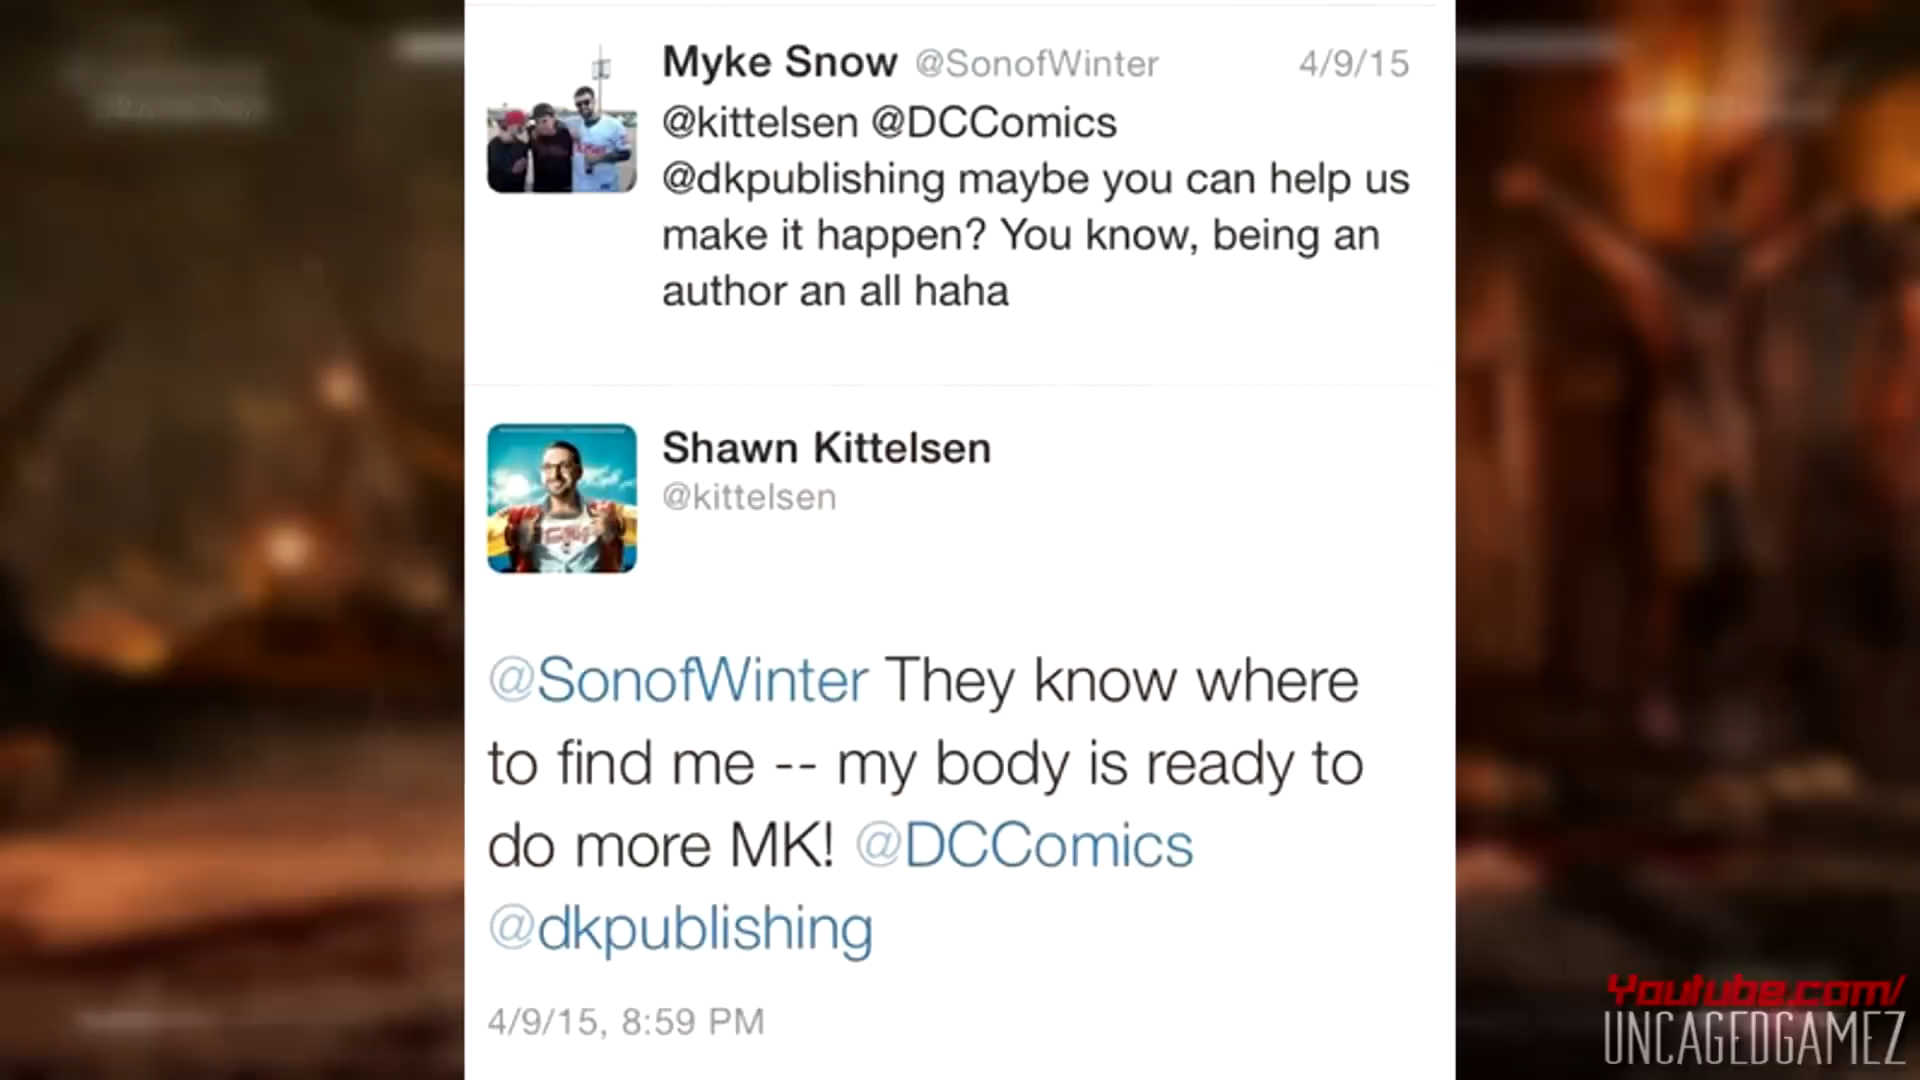 Myke Snow @SonofWinter 4/9/15
@kittelsen @DCComics
@dkpublishing maybe you can help us
make it happen? You know, being an
author an all haha
Shawn Kittelsen
@kittelsen
@SonofWinter They know where
to find me -- my body is ready to
do more MK! @DCComics
@dkpublishing
4/9/15, 8:59 PM
Youtube.com/
UNCAGEDGAMEZ